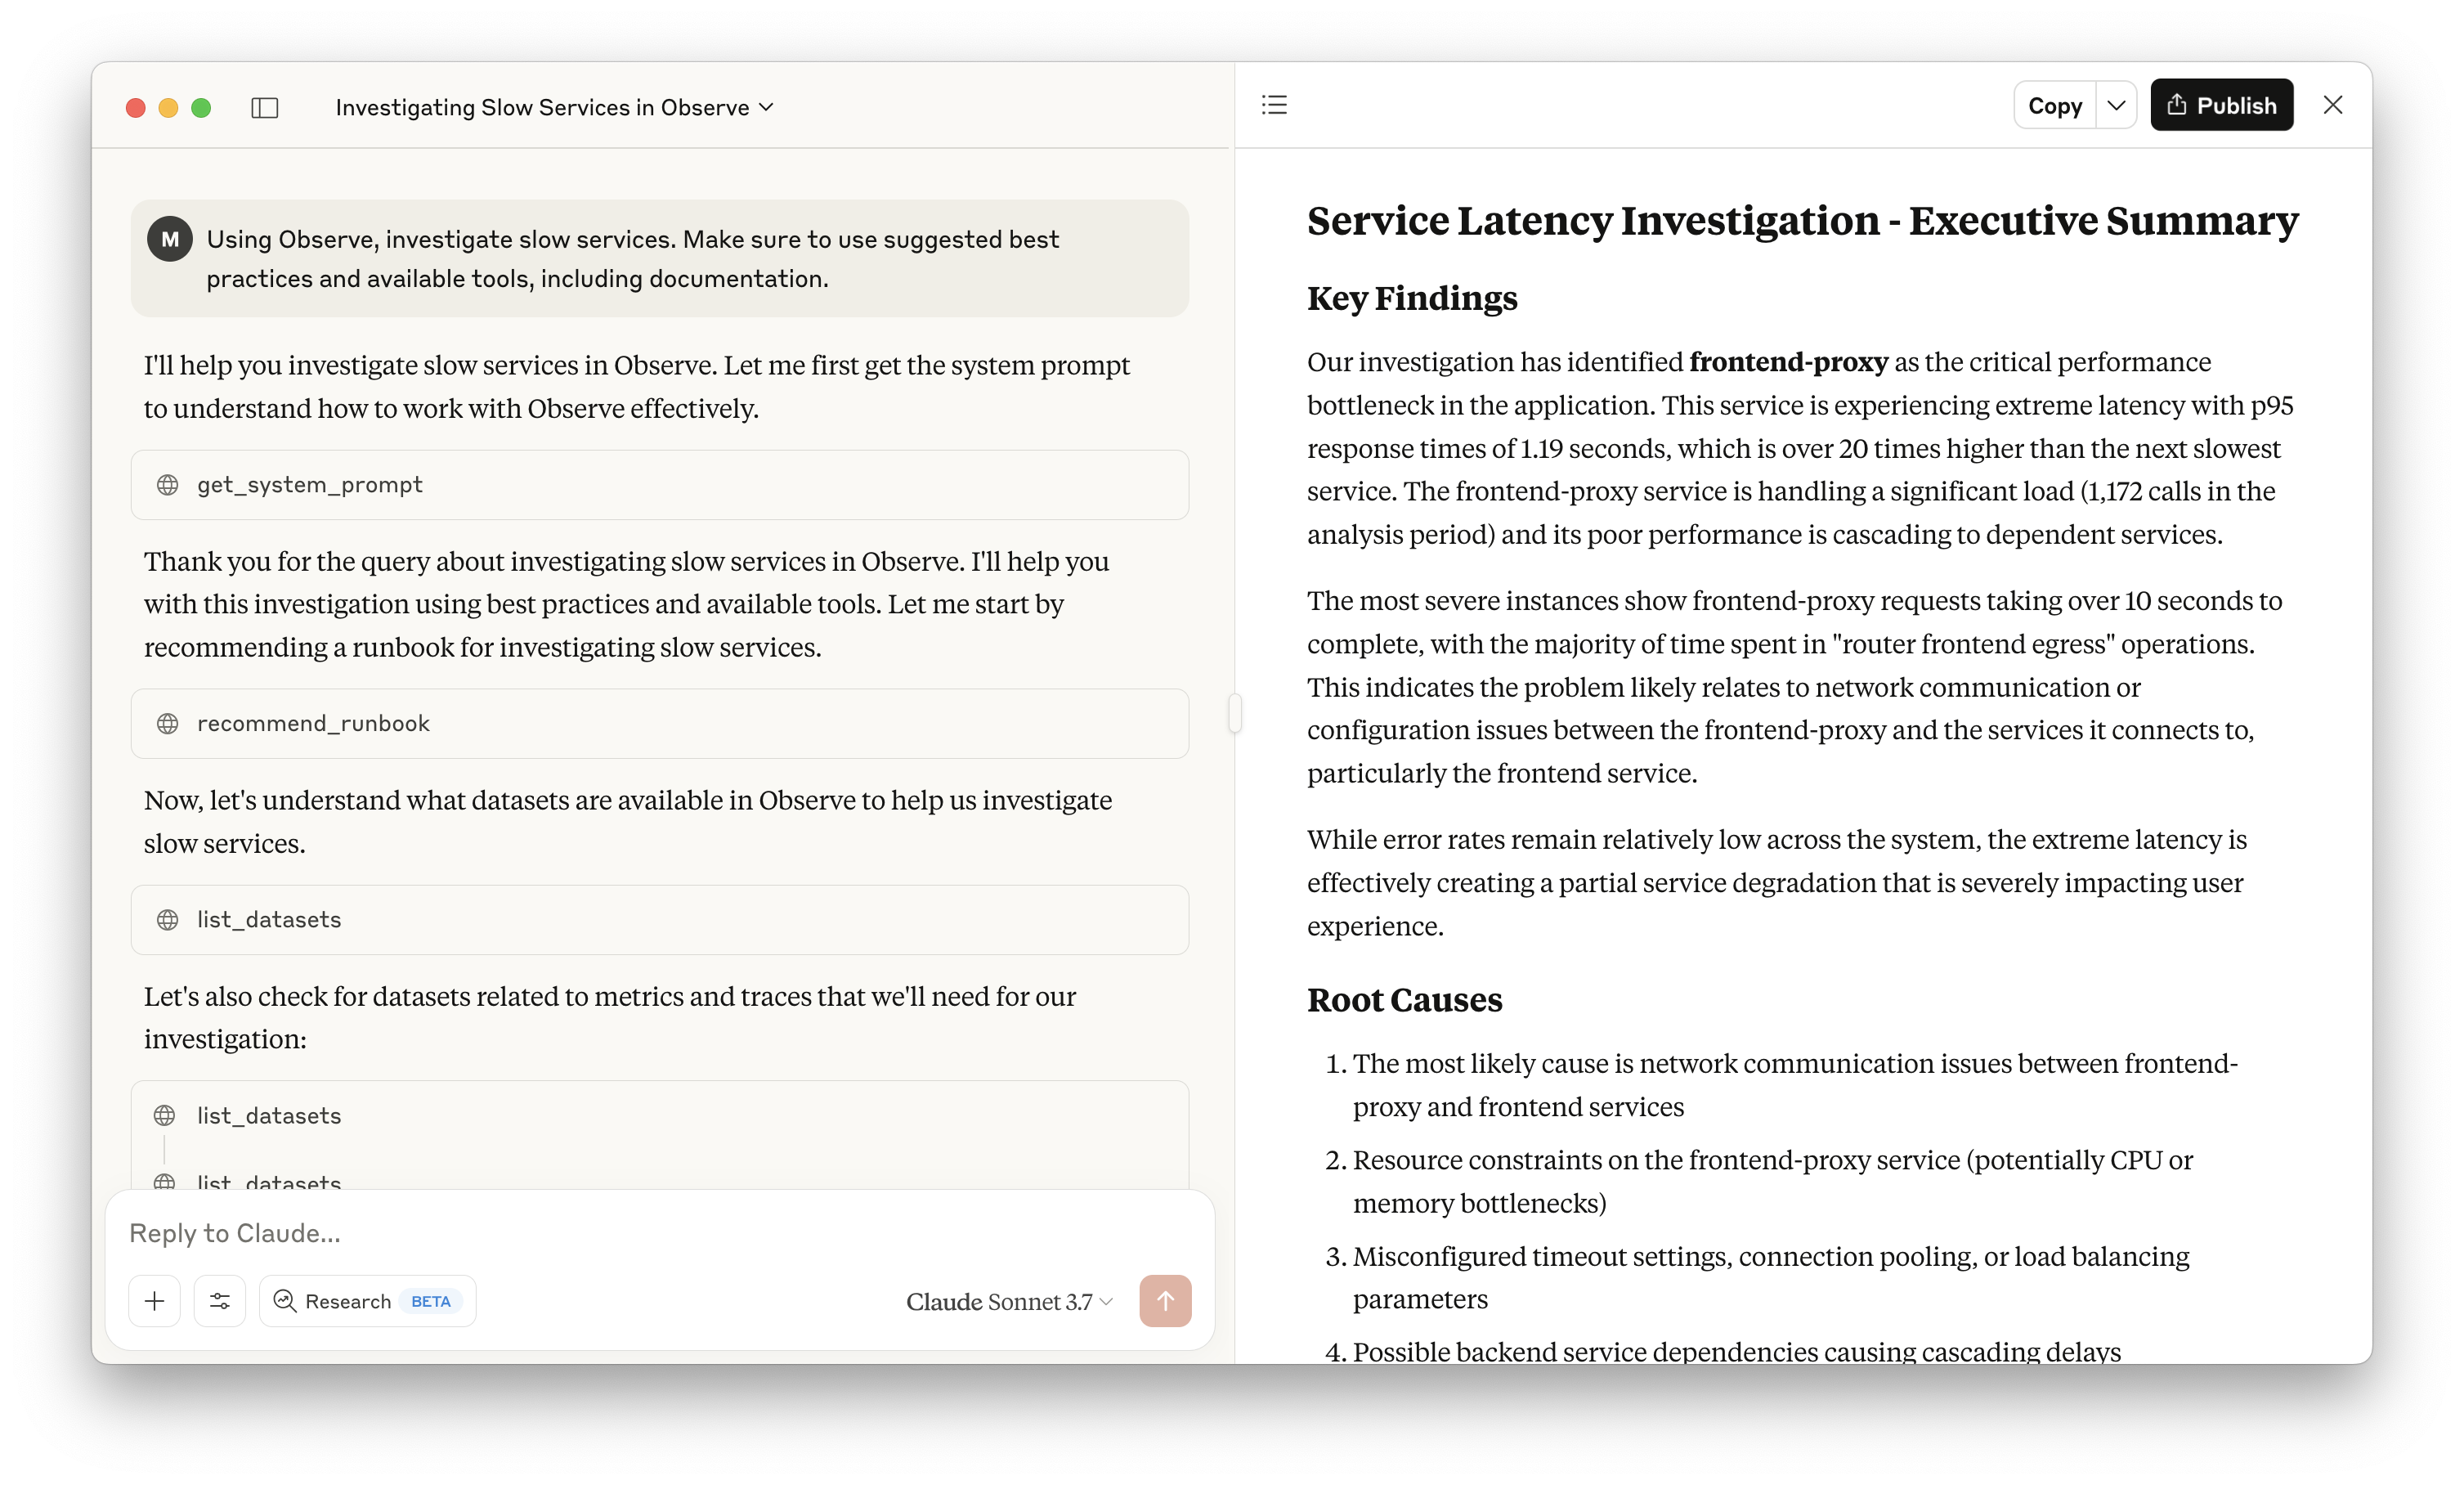 Investigating Slow Services in Observe
M
Using Observe, investigate slow services. Make sure to use suggested best
practices and available tools, including documentation.
I'll help you investigate slow services in Observe. Let me first get the system prompt
to understand how to work with Observe effectively.
get_system_prompt
Thank you for the query about investigating slow services in Observe. I'll help you
with this investigation using best practices and available tools. Let me start by
recommending a runbook for investigating slow services.
recommend_runbook
Now, let's understand what datasets are available in Observe to help us investigate
slow services.
list_datasets
Let's also check for datasets related to metrics and traces that we'll need for our
investigation:
list_datasets
list_datasets
Reply to Claude...
Research BETA
Claude Sonnet 3.7
Copy
Publish
Service Latency Investigation - Executive Summary
Key Findings
Our investigation has identified frontend-proxy as the critical performance
bottleneck in the application. This service is experiencing extreme latency with p95
response times of 1.19 seconds, which is over 20 times higher than the next slowest
service. The frontend-proxy service is handling a significant load (1,172 calls in the
analysis period) and its poor performance is cascading to dependent services.
The most severe instances show frontend-proxy requests taking over 10 seconds to
complete, with the majority of time spent in "router frontend egress" operations.
This indicates the problem likely relates to network communication or
configuration issues between the frontend-proxy and the services it connects to,
particularly the frontend service.
While error rates remain relatively low across the system, the extreme latency is
effectively creating a partial service degradation that is severely impacting user
experience.
Root Causes
1. The most likely cause is network communication issues between frontend-
proxy and frontend services
2. Resource constraints on the frontend-proxy service (potentially CPU or
memory bottlenecks)
3. Misconfigured timeout settings, connection pooling, or load balancing
parameters
4. Possible backend service dependencies causing cascading delays